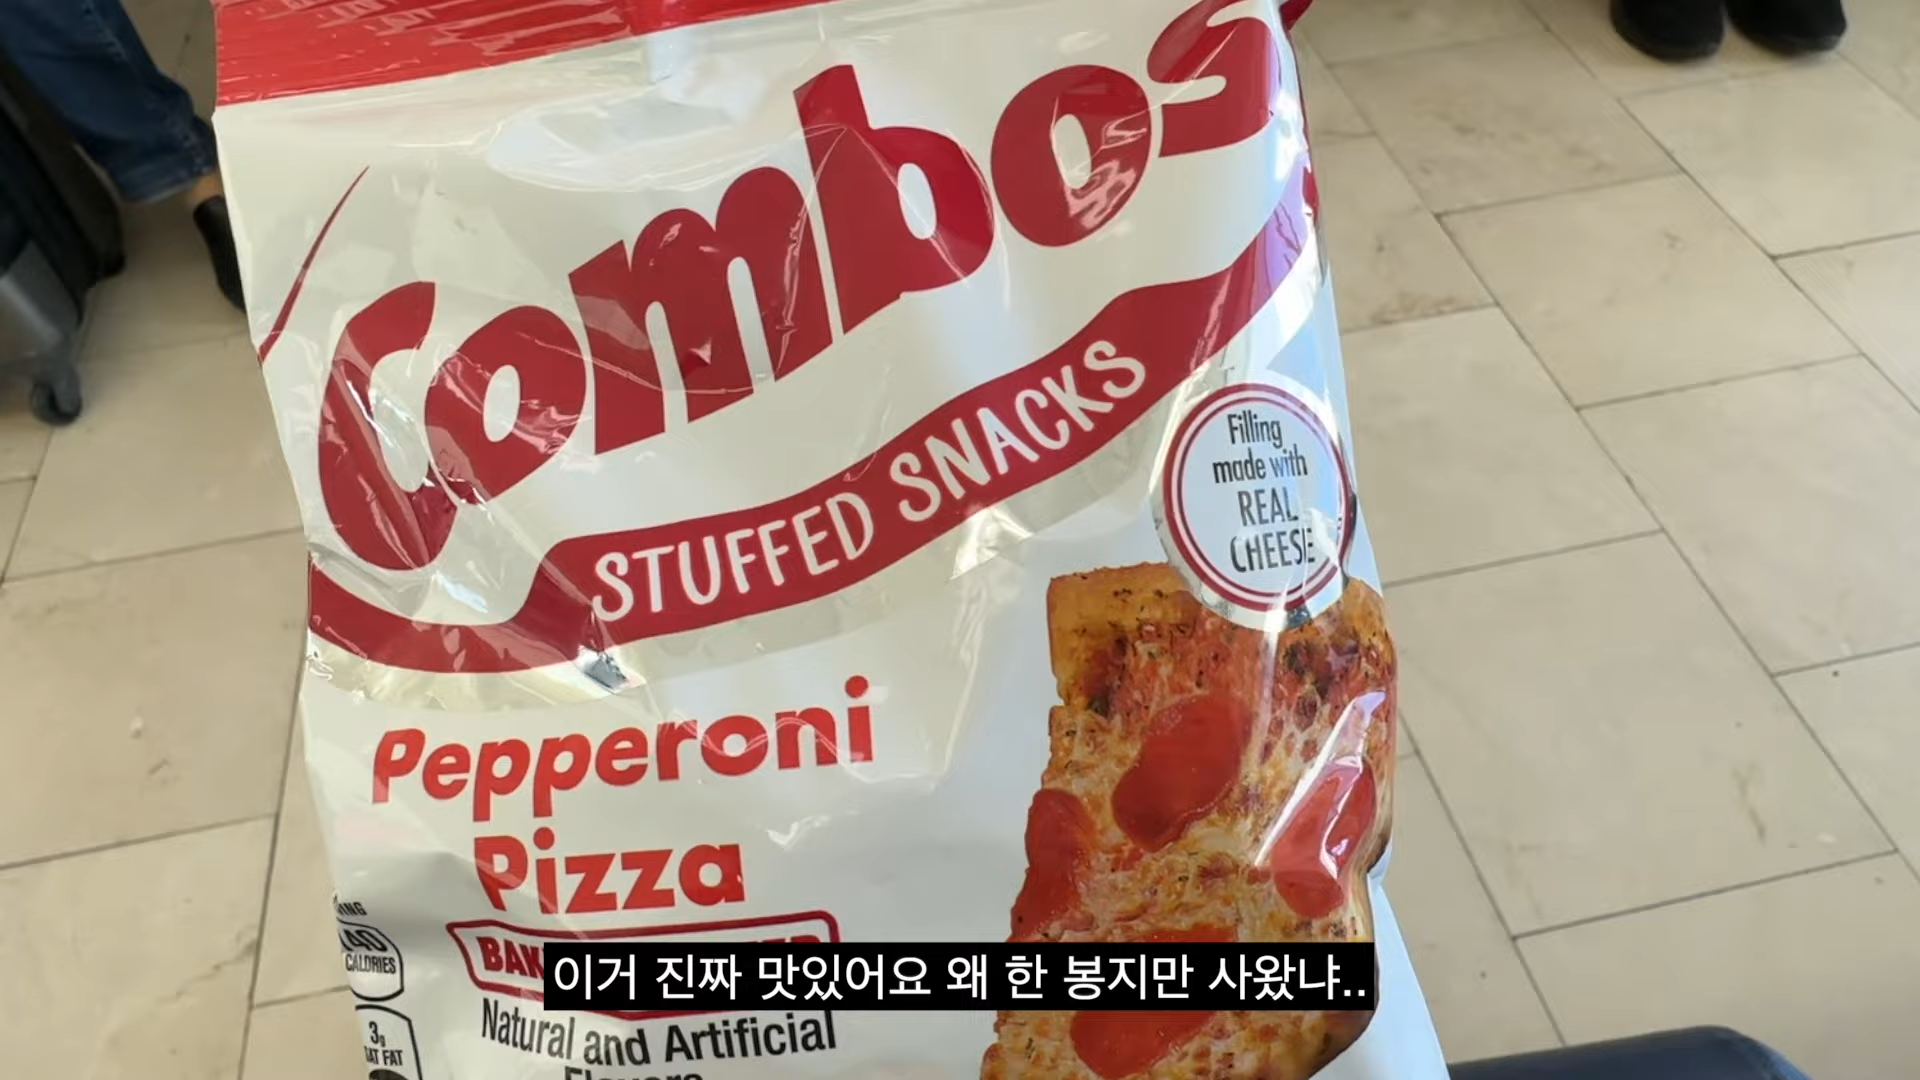 Combos
STUFFED SNACKS
Filling
made with
REAL
CHEESE
Pepperoni
Pizza
CALORIES
3g
이거 진짜 맛있어요 왜 한 봉지만 사왔냐..
Natural and Artificial
Flavors